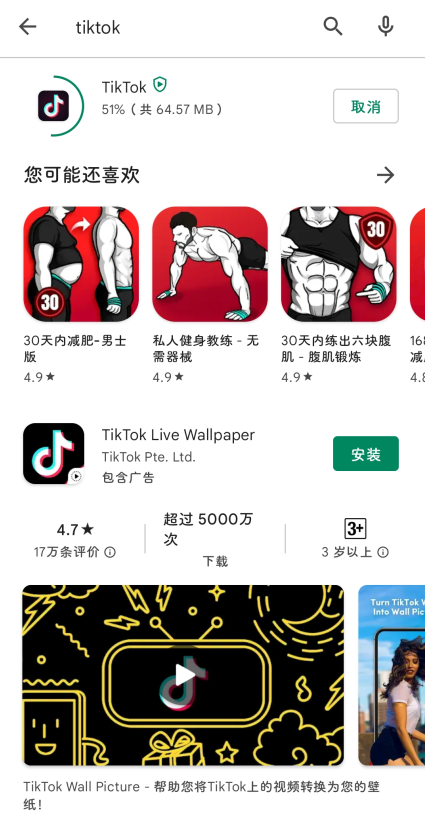 tiktok
TikTok
51% ( 共 64.57 MB )
取消
您可能还喜欢
30
30
30天内减肥-男士
版
4.9★
私人健身教练 - 无
需器械
4.9★
30天内练出六块腹
肌 - 腹肌锻炼
4.9★
168
减
4.8
TikTok Live Wallpaper
TikTok Pte. Ltd.
包含广告
安装
4.7★
17万条评价
超过 5000万
次
下载
3+
3 岁以上
Turn TikTok V
Into Wall Pic
TikTok Wall Picture - 帮助您将TikTok上的视频转换为您的壁
纸！